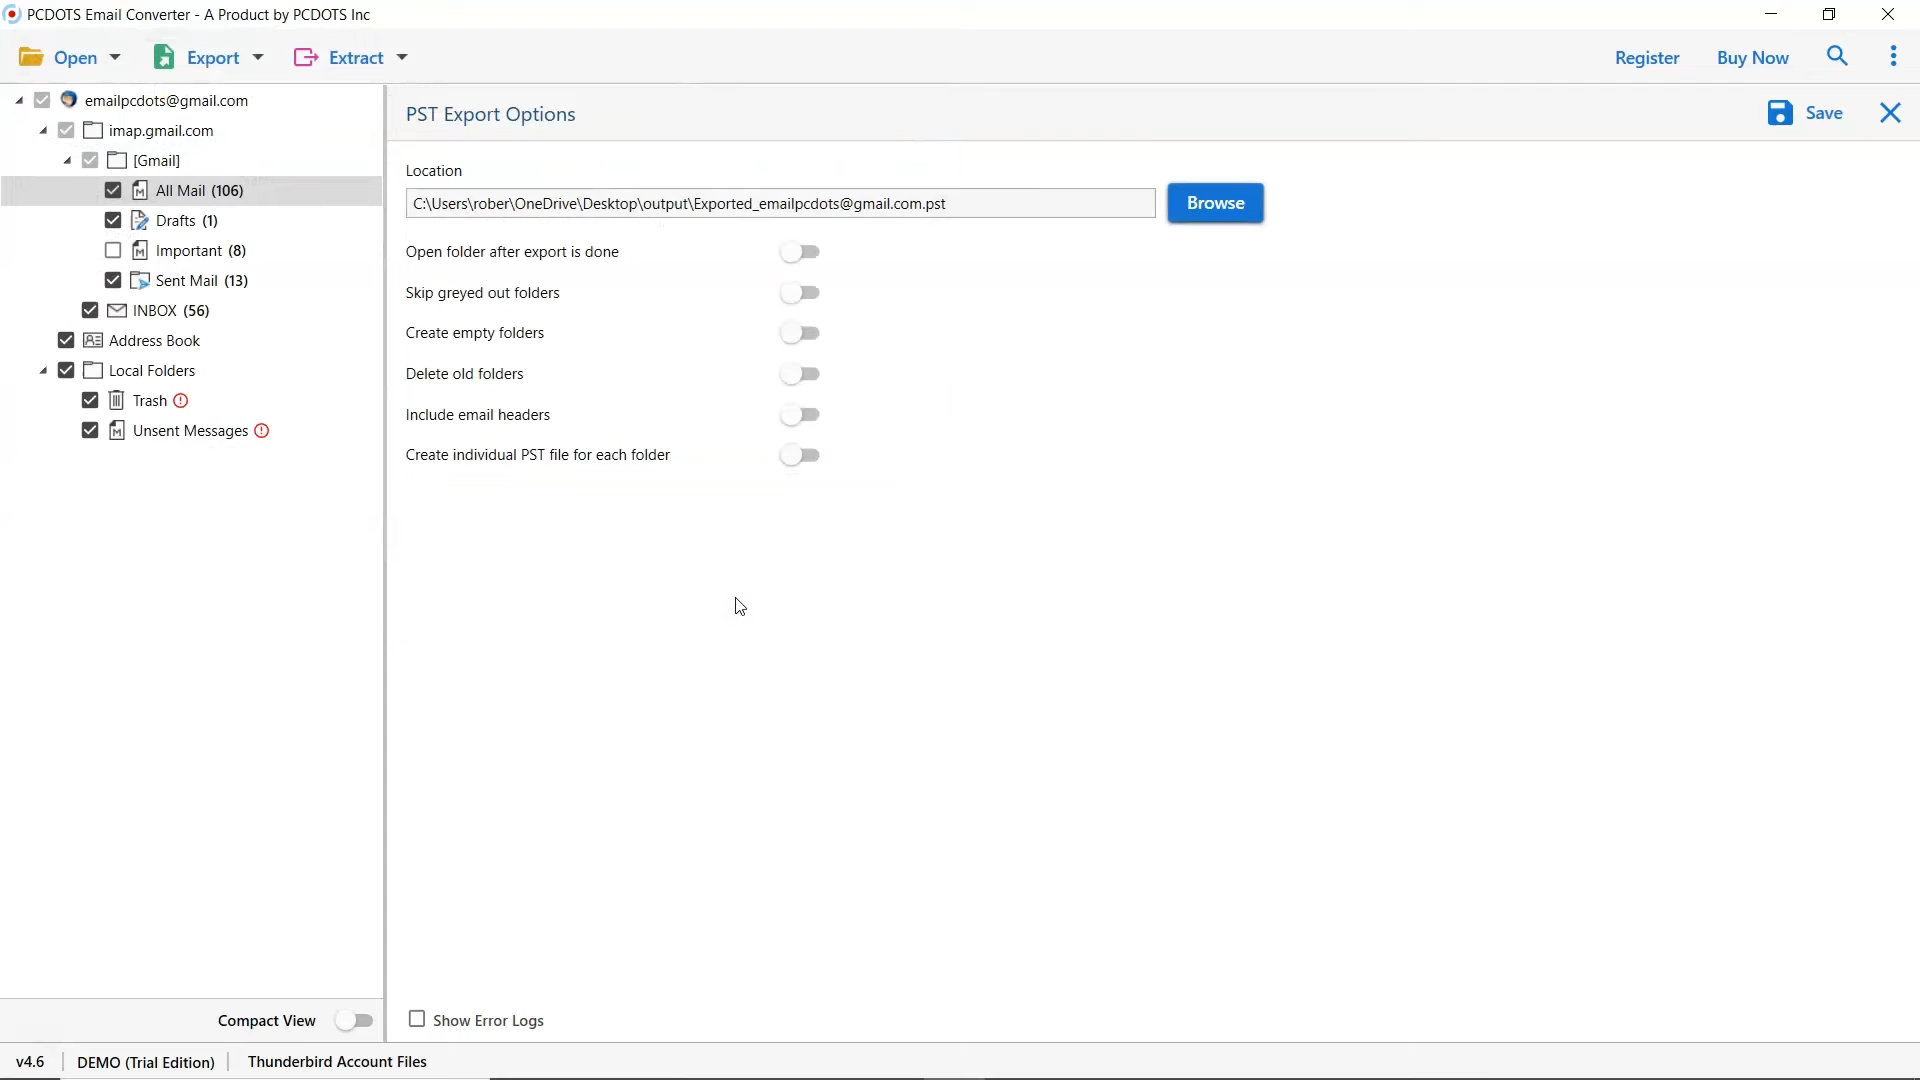 PCDOTS Email Converter - A Product by PCDOTS Inc
Open Export Extract Register Buy Now
emailpcdots@gmail.com
imap.gmail.com
[Gmail]
All Mail (106)
Drafts (1)
Important (8)
Sent Mail (13)
INBOX (56)
Address Book
Local Folders
Trash
Unsent Messages
PST Export Options
Save
Location
C:\Users\rober\OneDrive\Desktop\output\Exported_emailpcdots@gmail.com.pst
Browse
Open folder after export is done
Skip greyed out folders
Create empty folders
Delete old folders
Include email headers
Create individual PST file for each folder
Compact View
Show Error Logs
v4.6 DEMO (Trial Edition) Thunderbird Account Files